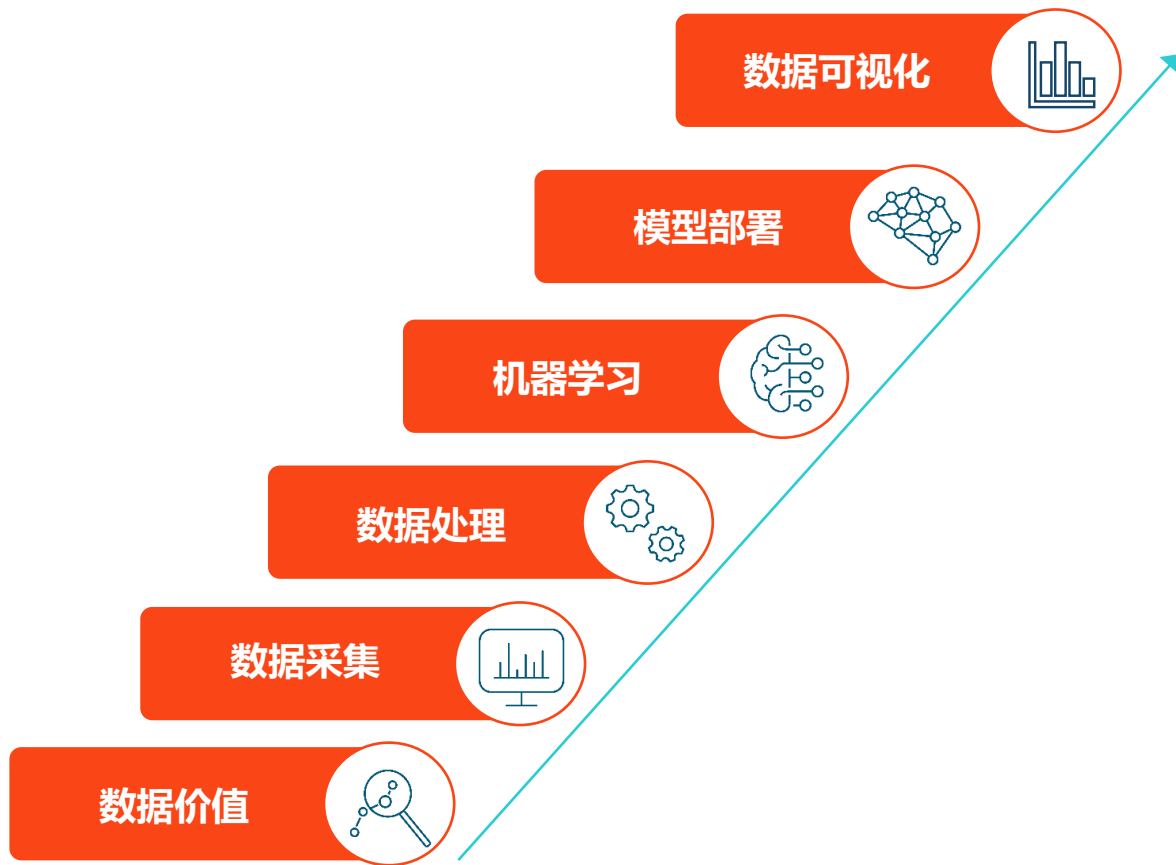 数据可视化
模型部署
机器学习
数据处理
数据采集
数据价值